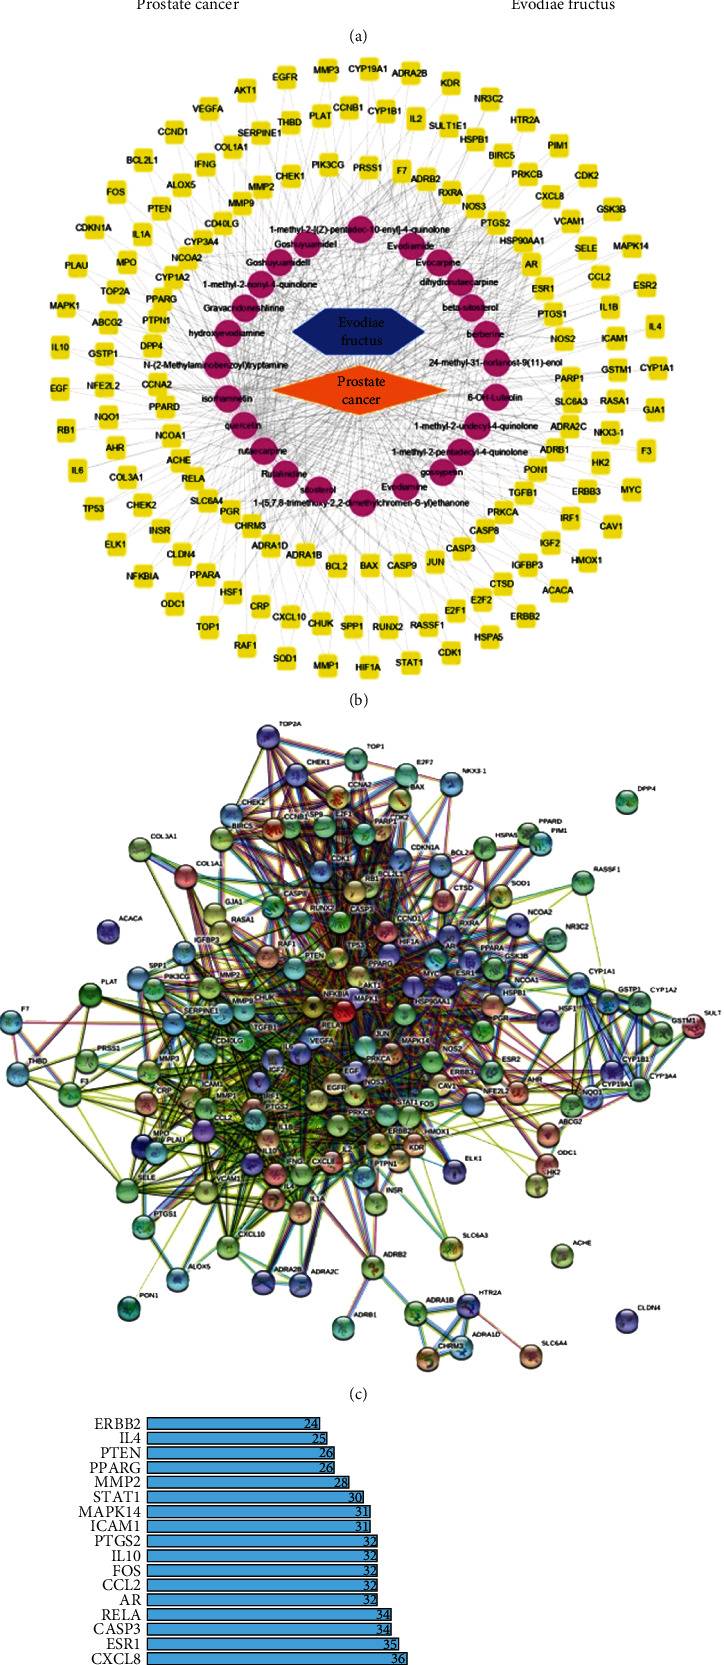 Prostate cancer
Evodiae fructus
(a)
MMP3
CYP19A1
ADRA2B
EGFR
KDR
AKT1
NR3C2
VEGFA
HTR2A
CCND1
PIM1
BCL2L1
CDK2
FOS
GSK3B
CDKN1A
MAPK14
PLAU
ESR2
MAPK1
IL4
IL10
CYP1A1
EGF
GJA1
RB1
F3
IL6
MYC
TP53
CAV1
ELK1
HMOX1
NFKBIA
ACACA
ODC1
ERBB2
TOP1
HSPA5
RAF1
CDK1
SOD1
MMP1
HIF1A
STAT1
THBD
PLAT
CCNB1
CYP1B1
IL2
SULT1E1
SERPINE1
HSPB1
COL1A1
BIRC5
IFNG
PRKCB
ALOX5
CXCL8
PTEN
VCAM1
IL1A
SELE
MPO
CCL2
TOP2A
IL1B
ABCG2
ICAM1
GSTP1
GSTM1
NFE2L2
RASA1
NQO1
NKX3-1
AHR
HK2
COL3A1
ERBB3
CHEK2
IRF1
INSR
IGF2
CLDN4
IGFBP3
PPARA
CTSD
HSF1
E2F2
CRP
E2F1
CXCL10
CHUK
SPP1
RUNX2
RASSF1
PIK3CG
PRSS1
F7
ADRB2
CHEK1
RXRA
MMP2
NOS3
MMP9
PTGS2
CD40LG
HSP90AA1
CYP3A4
AR
NCOA2
ESR1
CYP1A2
PTGS1
PPARG
NOS2
PTPN1
PARP1
DPP4
SLC6A3
CCNA2
ADRA2C
PPARD
ADRB1
NCOA1
PON1
ACHE
TGFB1
RELA
PRKCA
SLC6A4
CASP8
PGR
CASP3
CHRM3
JUN
ADRA1D
CASP9
ADRA1B
BAX
BCL2
1-methyl-2-[(Z)-pentadec-10-enyl]-4-quinolone
Goshuyuamide I
Evodiamide
Goshuyuamide II
Evocarpine
1-methyl-2-nonyl-4-quinolone
dihydrorutaecarpine
Gravacridoneshlirine
beta-sitosterol
hydroxyevodiamine
berberine
N-(2-Methylaminobenzoyl)tryptamine
24-methyl-31-norlanost-9(11)-enol
isorhamnetin
6-OH-Luteolin
quercetin
1-methyl-2-undecyl-4-quinolone
rutaecarpine
1-methyl-2-pentadecyl-4-quinolone
Rutalinidine
gossypetin
sitosterol
Evodiamine
1-(5,7,8-trimethoxy-2,2-dimethylchromen-6-yl)ethanone
Evodiae
fructus
Prostate
cancer
(b)
TOP2A
TOP1
CHEK1
E2F2
NKX3-1
CCNA2
BAX
DPP4
CHEK2
CCNB1
E2F1
BIRC5
PARP1
PPARD
HSPA5
PIM1
COL3A1
CDKN1A
CDK1
BCL2
COL1A1
RB1
BCL2L1
CTSD
SOD1
RASSF1
CASP8
CASP3
GJA1
RUNX2
CCND1
RXRA
NCOA2
RASA1
ACACA
NR3C2
IGFBP3
RAF1
TP53
HIF1A
AR
PTEN
PPARG
PPARA
GSK3B
SPP1
PIK3CG
MMP2
MYC
ESR1
NCOA1
CYP1A1
PLAT
AKT1
HSPB1
GSTP1
CYP1A2
MMP9
CHUK
NFKBIA
MAPK1
HSP90AA1
F7
SERPINE1
PGR
HSF1
GSTM1
SULT
TGFB1
RELA
CD40LG
VEGFA
JUN
MAPK14
PRSS1
MMP3
PRKCA
NOS2
ESR2
CYP1B1
THBD
IGF2
EGF
ERBB3
CYP19A1
CYP3A4
F3
CRP
ICAM1
EGFR
NOS3
CAV1
NFE2L2
AHR
NQO1
MMP1
IRF1
PTGS2
PRKCB
STAT1
FOS
ABCG2
MPO
CCL2
IL1B
ERBB2
HMOX1
PLAU
IL10
KDR
IFNG
CXCL8
IL2
PTPN1
ELK1
ODC1
HK2
SELE
VCAM1
IL4
IL1A
INSR
PTGS1
CXCL10
SLC6A3
ACHE
ALOX5
ADRA2B
ADRA2C
ADRB2
PON1
ADRB1
ADRA1B
HTR2A
CLDN4
CHRM3
ADRA1D
SLC6A4
(c)
ERBB2 24
IL4 25
PTEN 26
PPARG 26
MMP2 28
STAT1 30
MAPK14 31
ICAM1 31
PTGS2 32
IL10 32
FOS 32
CCL2 32
AR 32
RELA 34
CASP3 34
ESR1 35
CXCL8 36